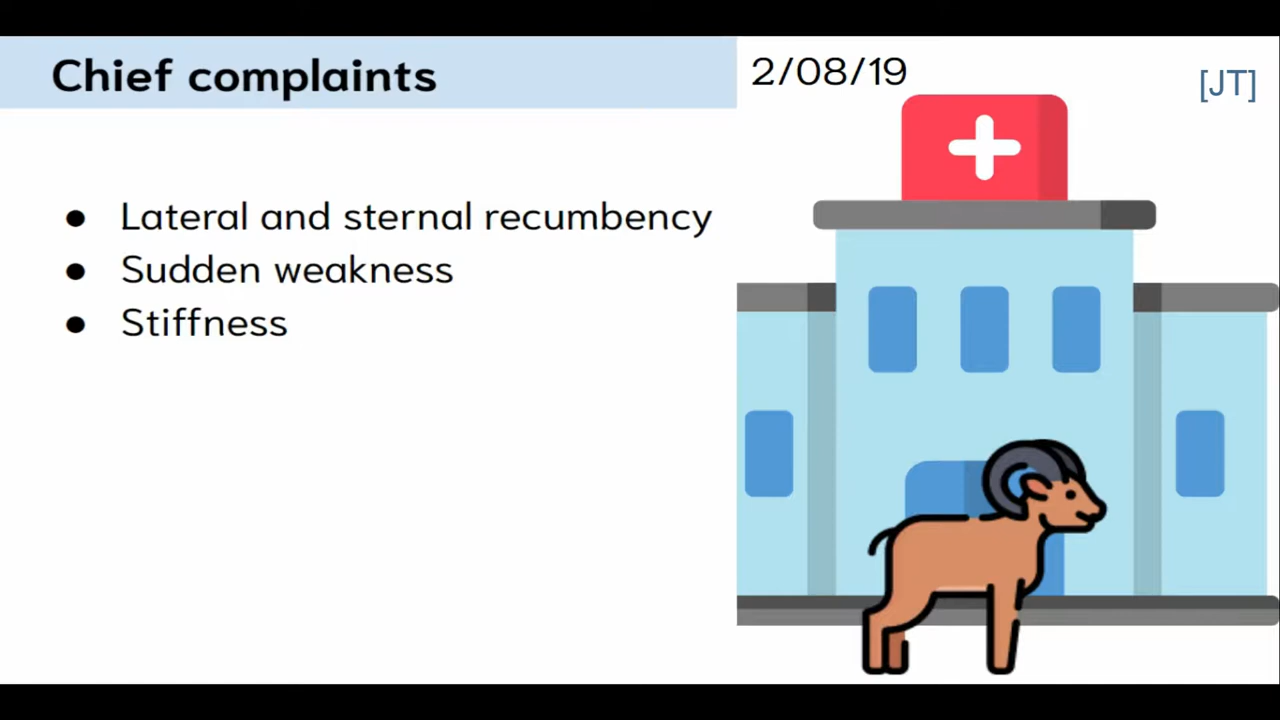 Chief complaints
2/08/19
[JT]
● Lateral and sternal recumbency
● Sudden weakness
● Stiffness